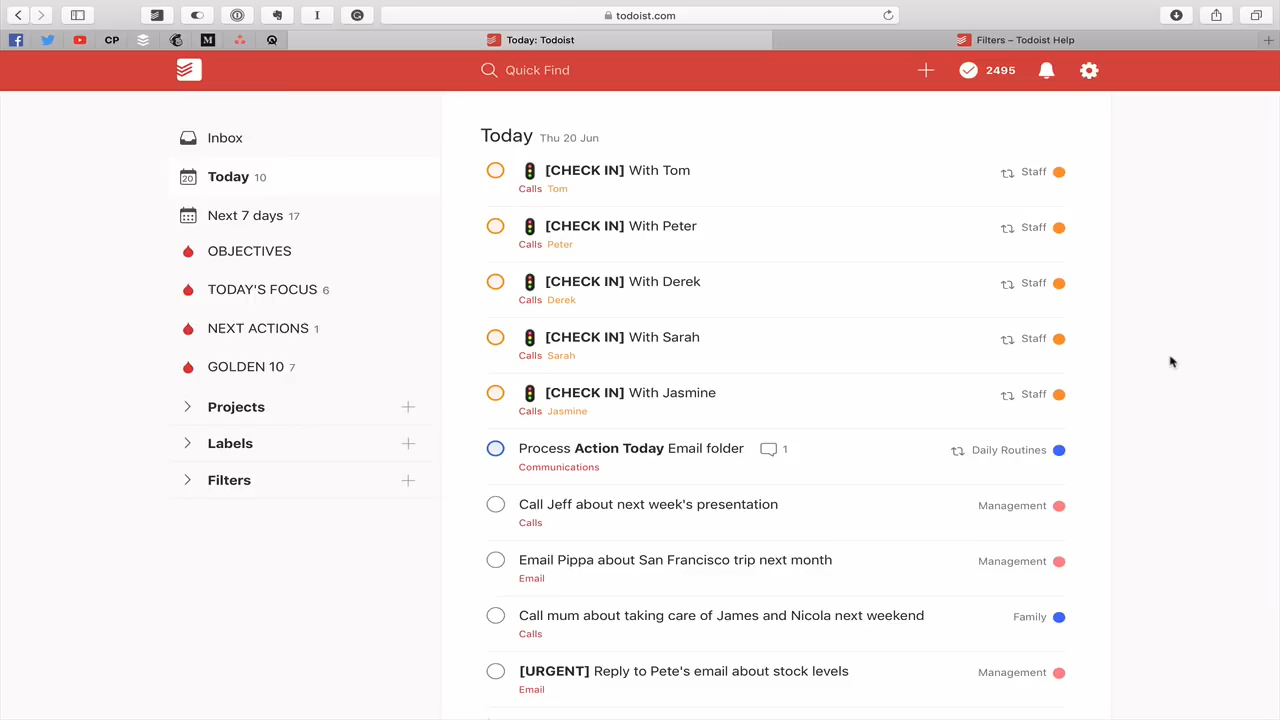 todoist.com
CP
M
Today: Todoist
Filters – Todoist Help
Quick Find
2495
Inbox
20
Today 10
Next 7 days 17
OBJECTIVES
TODAY'S FOCUS 6
NEXT ACTIONS 1
GOLDEN 10 7
Projects
Labels
Filters
Today Thu 20 Jun
[CHECK IN] With Tom
Staff
Calls Tom
[CHECK IN] With Peter
Staff
Calls Peter
[CHECK IN] With Derek
Staff
Calls Derek
[CHECK IN] With Sarah
Staff
Calls Sarah
[CHECK IN] With Jasmine
Staff
Calls Jasmine
Process Action Today Email folder 1
Daily Routines
Communications
Call Jeff about next week's presentation
Management
Calls
Email Pippa about San Francisco trip next month
Management
Email
Call mum about taking care of James and Nicola next weekend
Family
Calls
[URGENT] Reply to Pete's email about stock levels
Management
Email